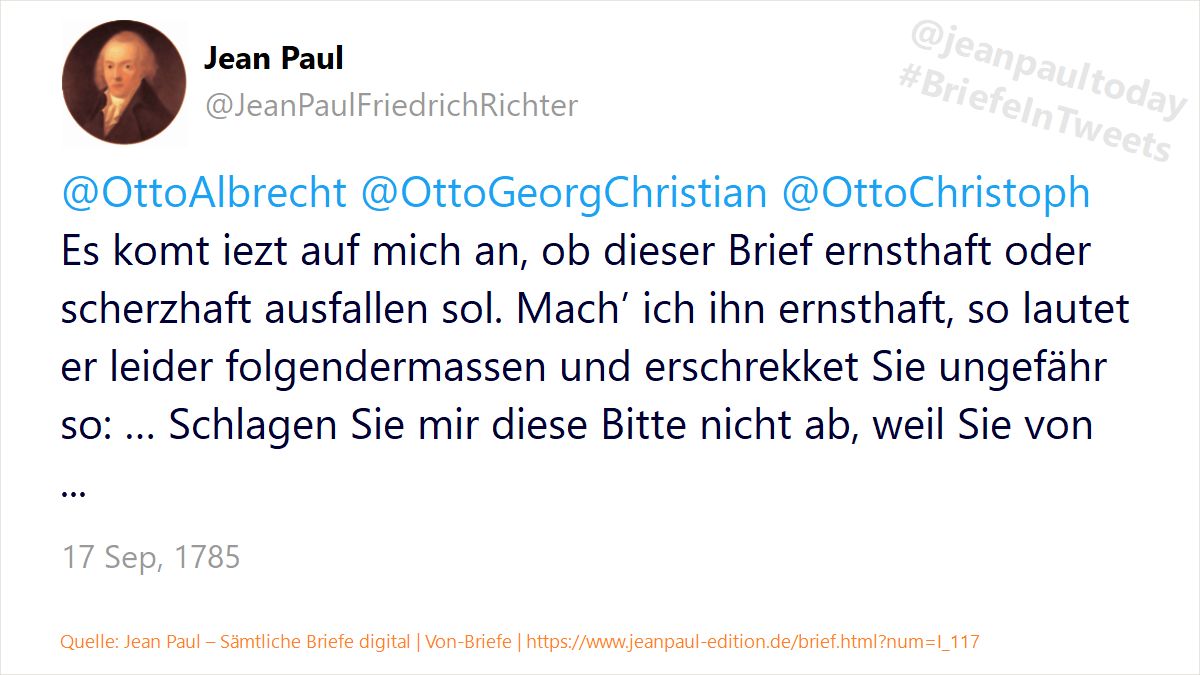 Jean Paul
@JeanPaulFriedrichRichter
@jeanpaultoday
#BriefeInTweets
@OttoAlbrecht @OttoGeorgChristian @OttoChristoph
Es komt iezt auf mich an, ob dieser Brief ernsthaft oder
scherzhaft ausfallen sol. Mach’ ich ihn ernsthaft, so lautet
er leider folgendermassen und erschrekket Sie ungefähr
so: … Schlagen Sie mir diese Bitte nicht ab, weil Sie von
...
17 Sep, 1785
Quelle: Jean Paul – Sämtliche Briefe digital | Von-Briefe | https://www.jeanpaul-edition.de/brief.html?num=I_117